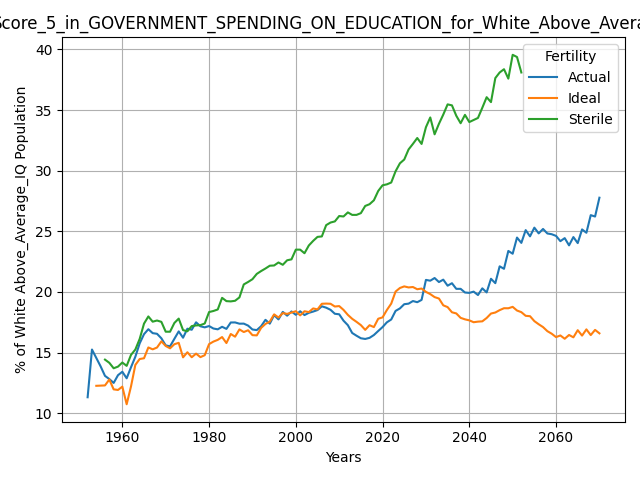 Score_5_in_GOVERNMENT_SPENDING_ON_EDUCATION_for_White_Above_Avera
% of White Above_Average_IQ Population
40
35
30
25
20
15
10
Fertility
Actual
Ideal
Sterile
1960 1980 2000 2020 2040 2060
Years